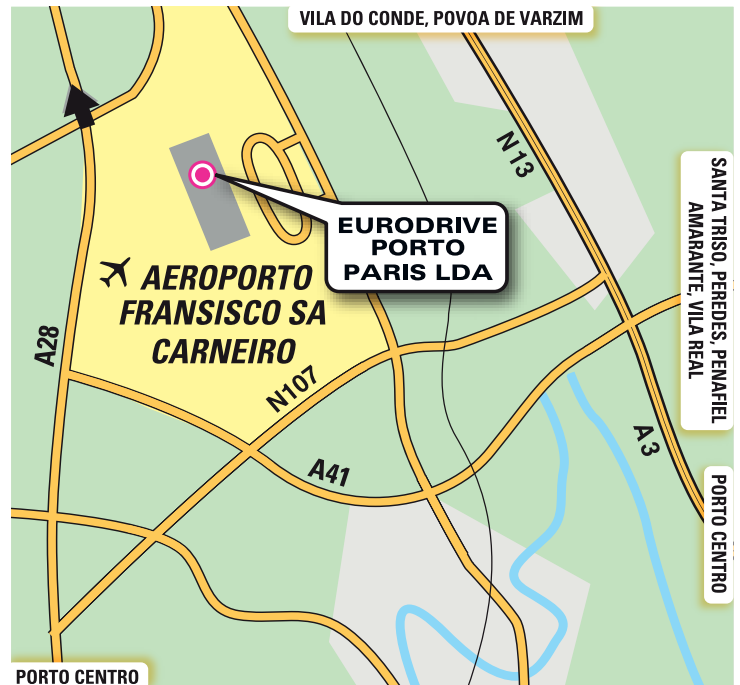 VILA DO CONDE, POVOA DE VARZIM
N13
SANTA TRISO, PEREDES, PENAFIEL
AMARANTE, VILA REAL
EURODRIVE
PORTO
PARIS LDA
AEROPORTO
FRANSISCO SA
CARNEIRO
A28
N107
A41
A3
PORTO CENTRO
PORTO CENTRO